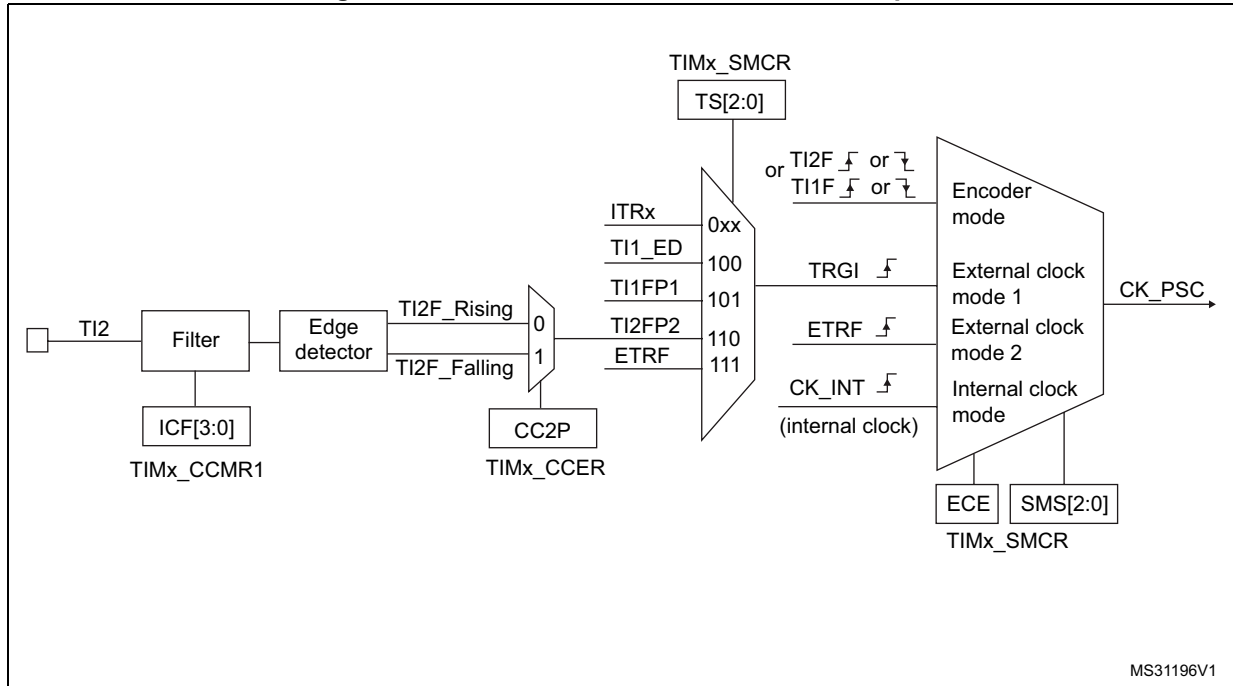 TIMx_SMCR
TS[2:0]
or TI2F or
TI1F or
Encoder
mode
ITRx
0xx
TI1_ED
100
TRGI
External clock
mode 1
CK_PSC
TI1FP1
101
TI2F_Rising
0
TI2FP2
110
ETRF
External clock
mode 2
TI2
Filter
Edge
detector
1
ETRF
111
TI2F_Falling
CK_INT
(internal clock)
Internal clock
mode
ICF[3:0]
TIMx_CCMR1
CC2P
TIMx_CCER
ECE
SMS[2:0]
TIMx_SMCR
MS31196V1